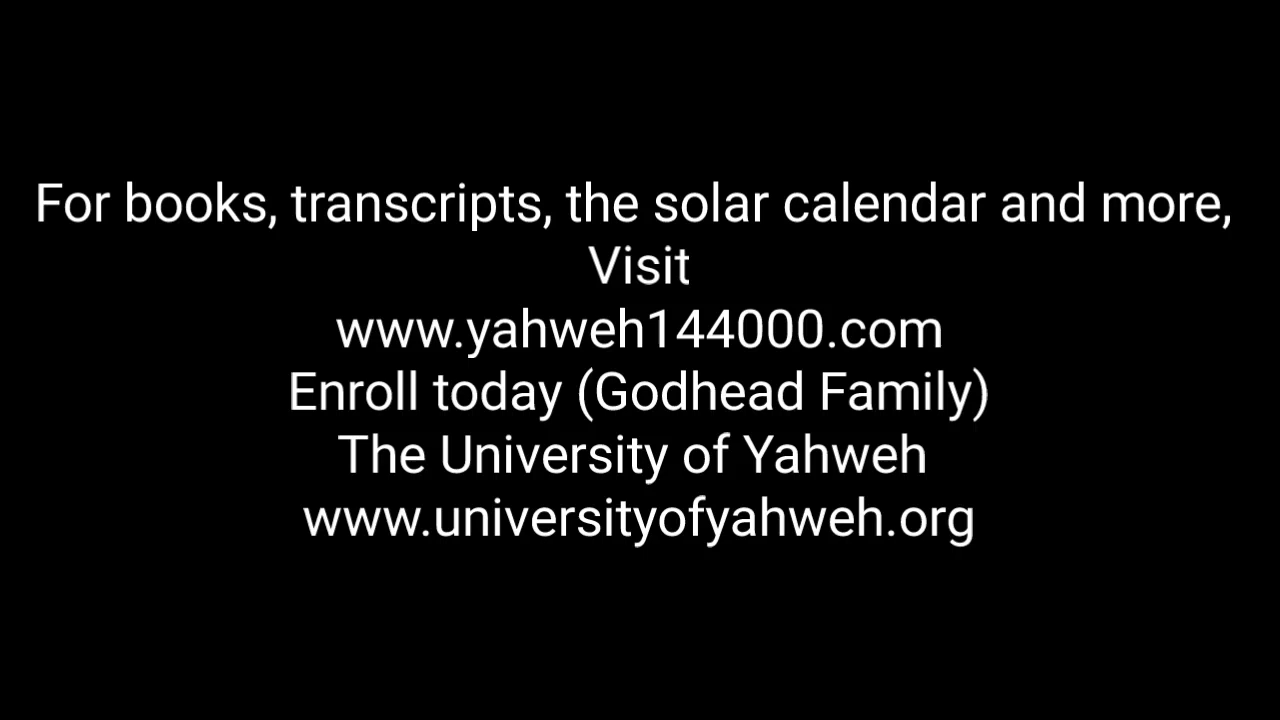 For books, transcripts, the solar calendar and more,
Visit
www.yahweh144000.com
Enroll today (Godhead Family)
The University of Yahweh
www.universityofyahweh.org